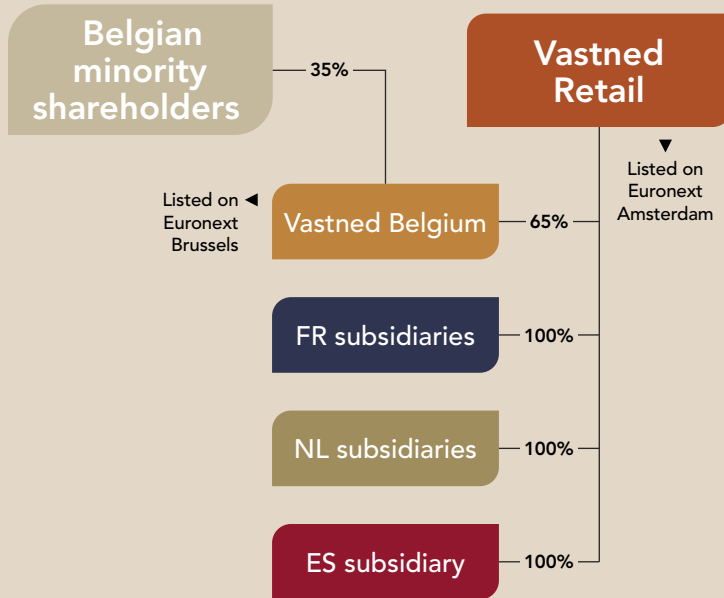 Belgian
minority
shareholders
35%
Vastned
Retail
Listed on
Euronext
Amsterdam
Listed on
Euronext
Brussels
Vastned Belgium
65%
FR subsidiaries
100%
NL subsidiaries
100%
ES subsidiary
100%